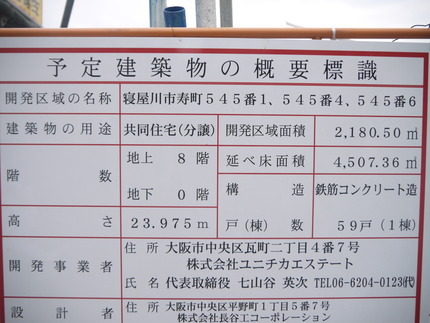 予定建築物の概要標識
開発区域の名称 寝屋川市寿町545番1、545番4、545番6
建築物の用途 共同住宅(分譲) 開発区域面積 2,180.50㎡
階数 地上 8 階 延べ床面積 4,507.36㎡
地下 0 階 構造 鉄筋コンクリート造
高さ 23.975m 戸(棟)数 59戸(1棟)
開発事業者 住所 大阪市中央区瓦町二丁目4番7号
株式会社ユニチカエステート
氏名 代表取締役 七山谷 英次 TEL06-6204-0123(代)
設計者 住所 大阪市中央区平野町1丁目5番7号
株式会社長谷工コーポレーション